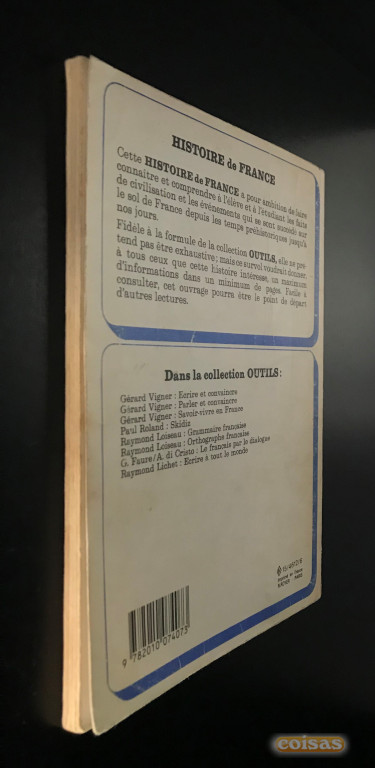 HISTOIRE de FRANCE
Cette HISTOIRE de FRANCE a pour ambition de faire
connaître et comprendre à l'élève et à l'étudiant les faits
de civilisation et les événements qui se sont succédé sur
le sol de France depuis les temps préhistoriques jusqu'à
nos jours.
Fidèle à la formule de la collection OUTILS, elle ne pré-
tend pas être exhaustive ; mais ce survol voudrait donner,
à tous ceux que cette histoire intéresse, un maximum
d'informations dans un minimum de pages. Facile à
consulter, cet ouvrage pourra être le point de départ
d'autres lectures.
Dans la collection OUTILS :
Gérard Vigner : Ecrire et convaincre
Gérard Vigner : Parler et convaincre
Gérard Vigner : Savoir-vivre en France
Paul Roland : Skidiz
Raymond Loiseau : Grammaire française
Raymond Loiseau : Orthographe française
G. Faure/A. di Cristo : Le français par le dialogue
Raymond Lichet : Ecrire à tout le monde
9 782010 074073
coisas